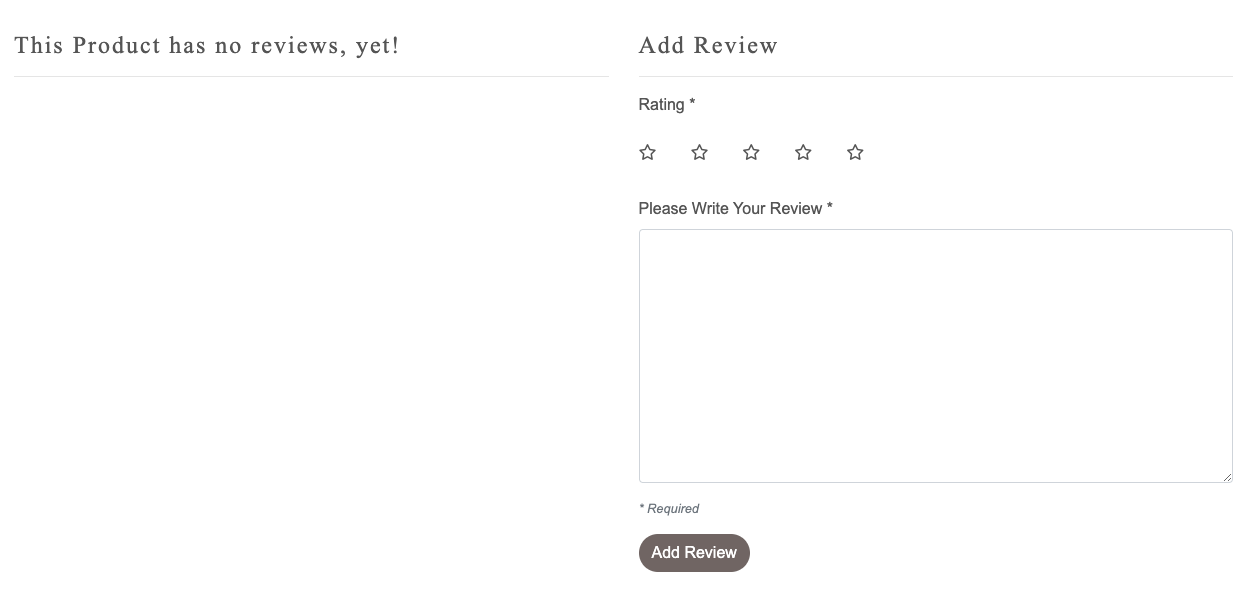 This Product has no reviews, yet!
Add Review
Rating *
Please Write Your Review *
* Required
Add Review